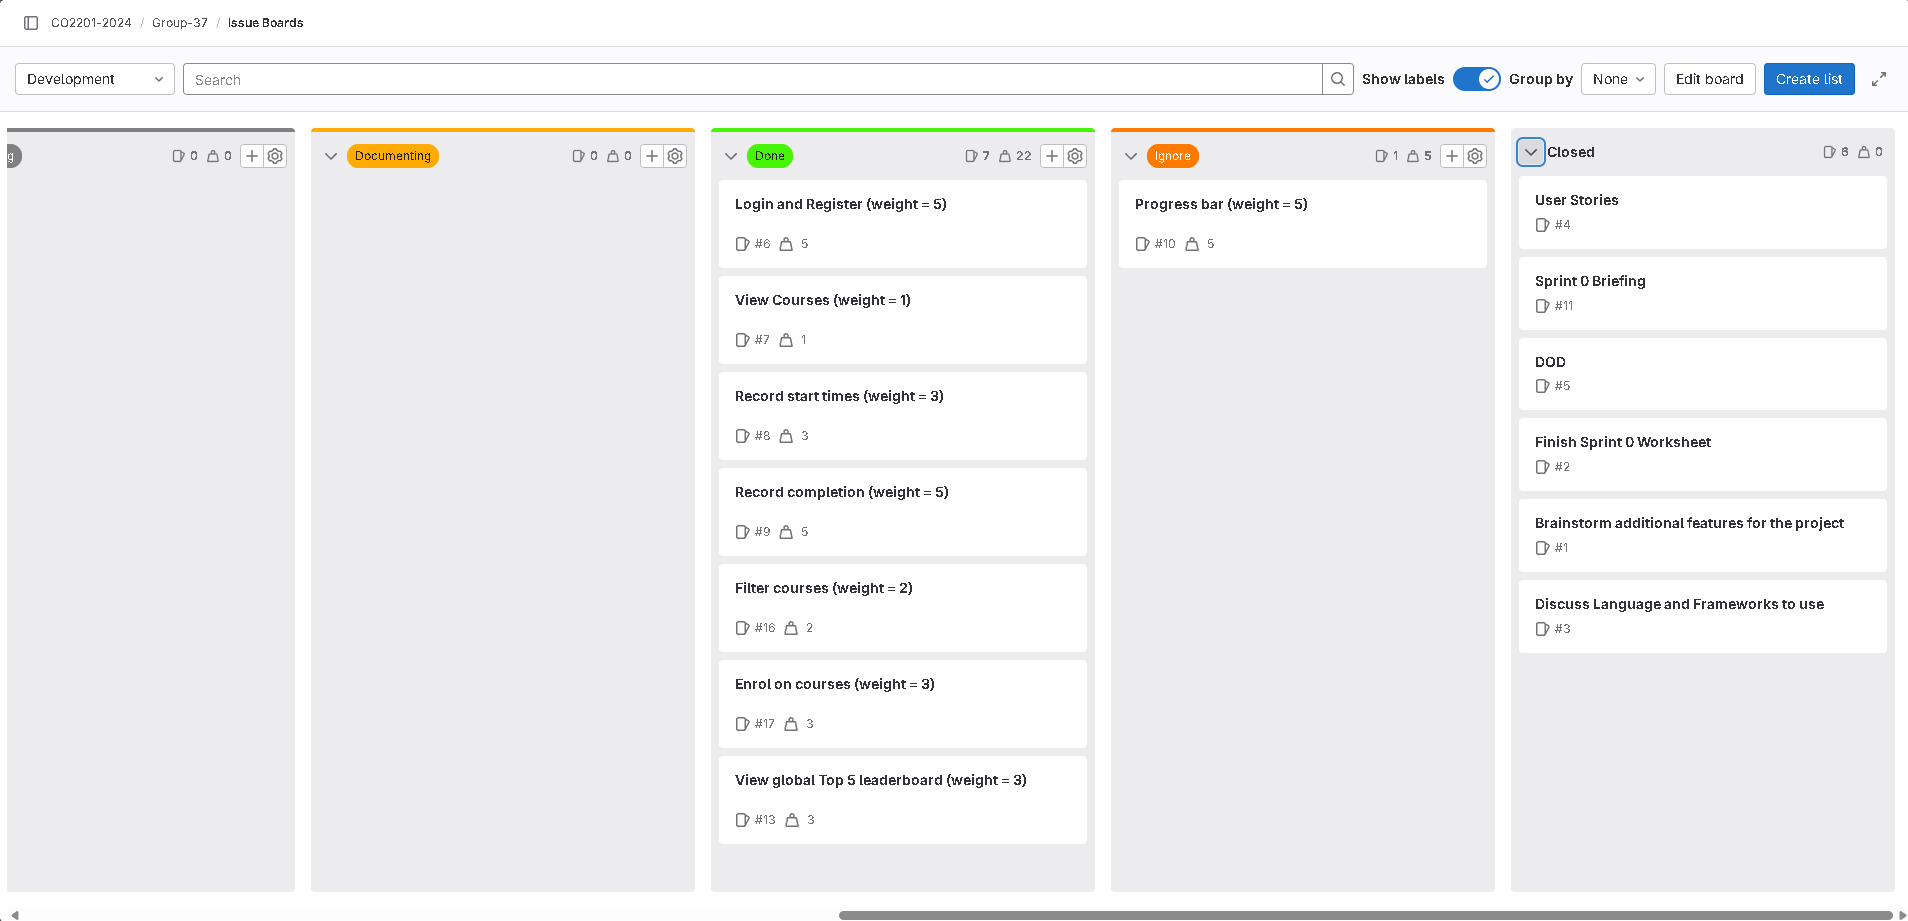 CO2201-2024 / Group-37 / Issue Boards
Development
Search
Show labels
Group by
None
Edit board
Create list
g
0 0
Documenting
0 0
Done
7 22
Login and Register (weight = 5)
#6 5
View Courses (weight = 1)
#7 1
Record start times (weight = 3)
#8 3
Record completion (weight = 5)
#9 5
Filter courses (weight = 2)
#16 2
Enrol on courses (weight = 3)
#17 3
View global Top 5 leaderboard (weight = 3)
#13 3
Ignore
1 5
Progress bar (weight = 5)
#10 5
Closed
6 0
User Stories
#4
Sprint 0 Briefing
#11
DOD
#5
Finish Sprint 0 Worksheet
#2
Brainstorm additional features for the project
#1
Discuss Language and Frameworks to use
#3